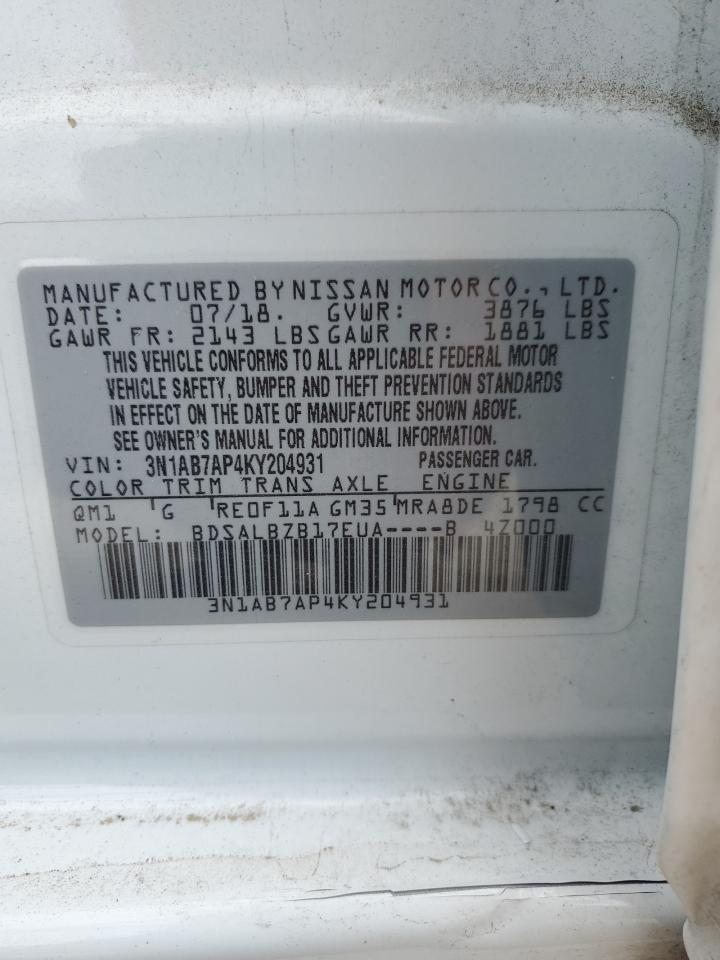 MANUFACTURED BY NISSAN MOTOR CO., LTD.
DATE: 07/18. GVWR: 3876 LBS
GAWR FR: 2143 LBS GAWR RR: 1881 LBS
THIS VEHICLE CONFORMS TO ALL APPLICABLE FEDERAL MOTOR
VEHICLE SAFETY, BUMPER AND THEFT PREVENTION STANDARDS
IN EFFECT ON THE DATE OF MANUFACTURE SHOWN ABOVE.
SEE OWNER'S MANUAL FOR ADDITIONAL INFORMATION.
VIN: 3N1AB7AP4KY204931 PASSENGER CAR.
COLOR TRIM TRANS AXLE ENGINE
QM1 G RE0F11A GM35 MRA8DE 1798 CC
MODEL: BDSALBZB17EUA----B 4Z000
3N1AB7AP4KY204931